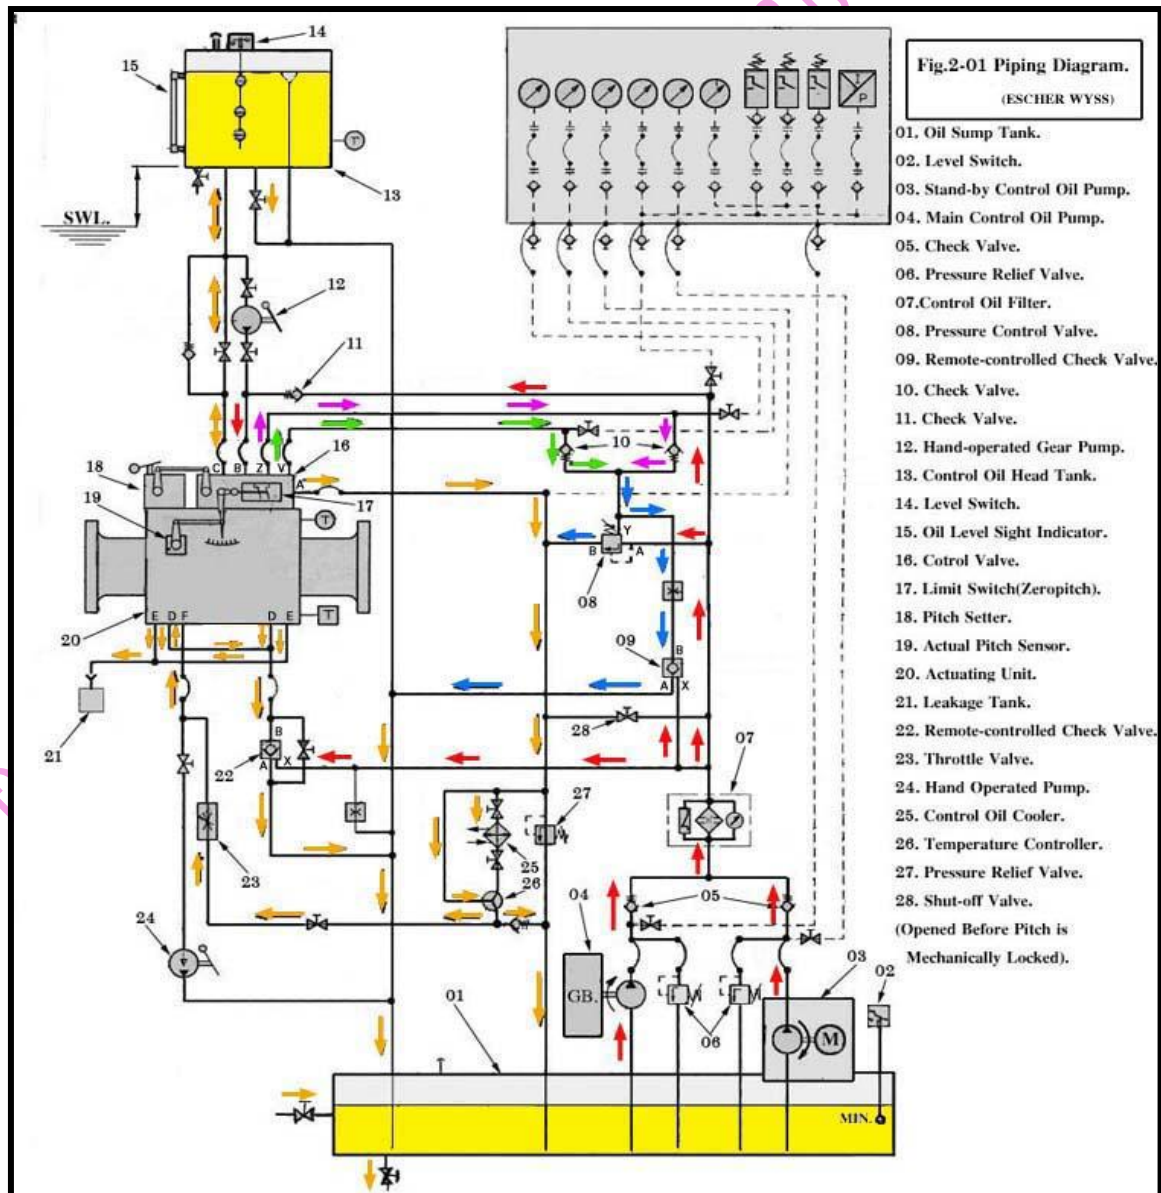 14
15
T
13
SWL.
12
11
I
P
Fig.2-01 Piping Diagram.
(ESCHER WYSS)
01. Oil Sump Tank.
02. Level Switch.
03. Stand-by Control Oil Pump.
04. Main Control Oil Pump.
05. Check Valve.
06. Pressure Relief Valve.
07.Control Oil Filter.
08. Pressure Control Valve.
09. Remote-controlled Check Valve.
10. Check Valve.
11. Check Valve.
12. Hand-operated Gear Pump.
13. Control Oil Head Tank.
14. Level Switch.
15. Oil Level Sight Indicator.
16. Cotrol Valve.
17. Limit Switch(Zeropitch).
18. Pitch Setter.
19. Actual Pitch Sensor.
20. Actuating Unit.
21. Leakage Tank.
22. Remote-controlled Check Valve.
23. Throttle Valve.
24. Hand Operated Pump.
25. Control Oil Cooler.
26. Temperature Controller.
27. Pressure Relief Valve.
28. Shut-off Valve.
(Opened Before Pitch is
Mechanically Locked).
C B Z V
16
18
A
17
19
T
10
Y
B A
08
E D F D E
T
20
09
B
A X
21
28
B
22
A X
07
27
25
26
23
05
04
24
GB.
06
03
02
M
01
MIN.